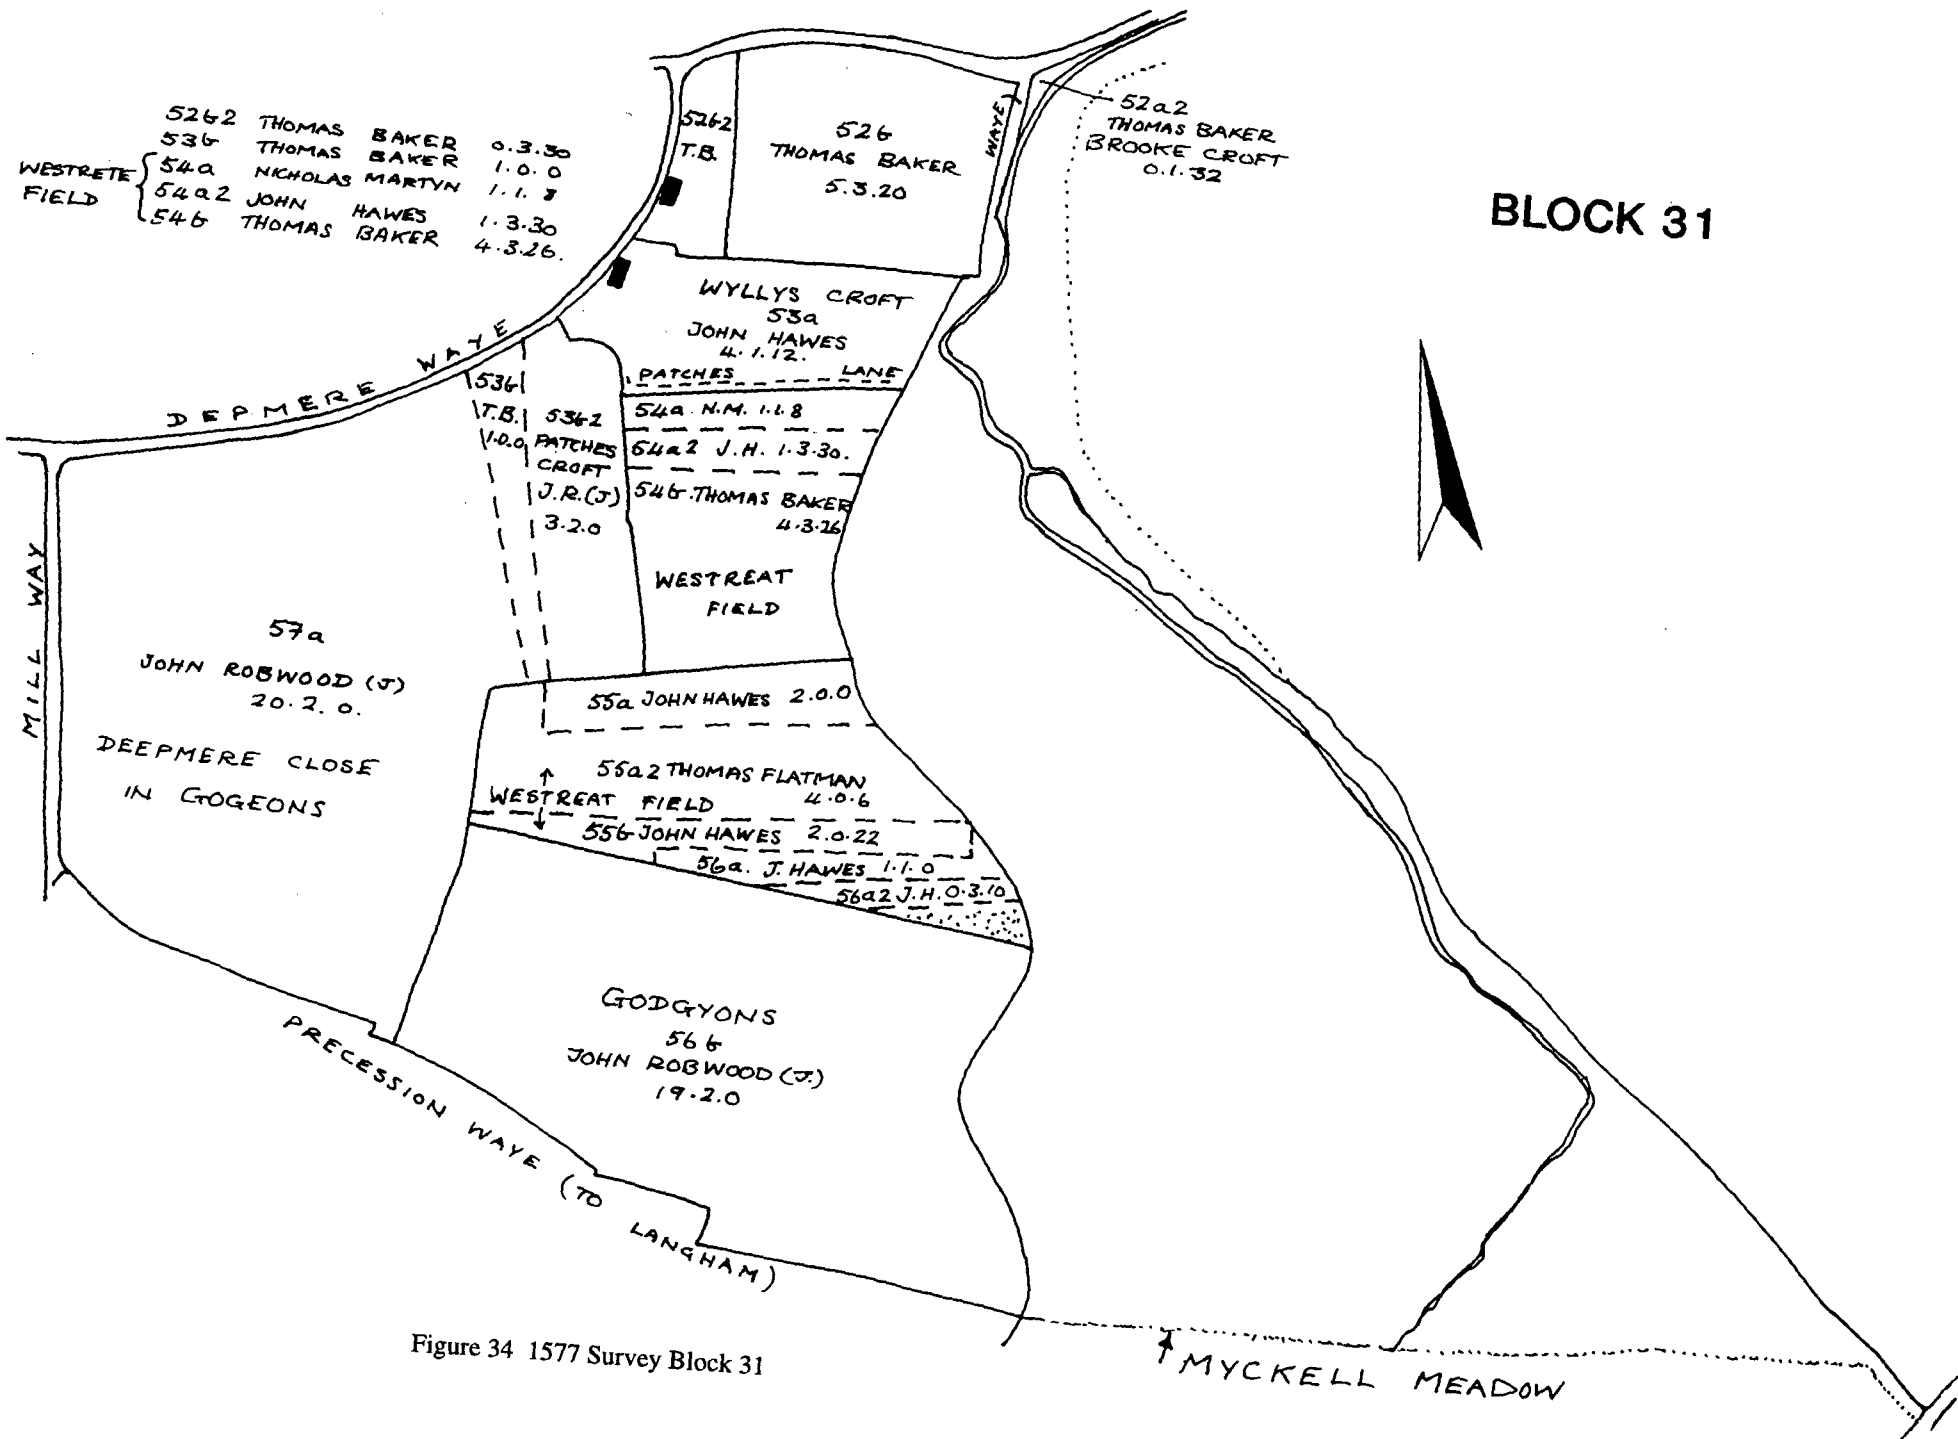 52b2 THOMAS BAKER 0.3.30
53b THOMAS BAKER 1.0.0
WESTRETE FIELD
54a NICHOLAS MARTYN 1.1.8
54a2 JOHN HAWES 1.3.30
54b THOMAS BAKER 4.3.26.
52b2
T.B.
52b
THOMAS BAKER
5.3.20
WAYE
52a2
THOMAS BAKER
BROOKE CROFT
0.1.32
BLOCK 31
WYLLYS CROFT
53a
JOHN HAWES
4.1.12.
PATCHES LANE
DEPMERE WAYE
53b
T.B.
1.0.0
53b2
PATCHES
CROFT
J.R.(J)
3.2.0
54a N.M. 1.1.8
54a2 J.H. 1.3.30.
54b THOMAS BAKER
4.3.26
WESTREAT
FIELD
MILL WAY
57a
JOHN ROBWOOD (J)
20.2.0.
DEEPMERE CLOSE
IN GOGEONS
55a JOHN HAWES 2.0.0
55a2 THOMAS FLATMAN
4.0.6
WESTREAT FIELD
55b JOHN HAWES 2.0.22
56a. J. HAWES 1.1.0
56a2 J.H. 0.3.10
GODGYONS
56b
JOHN ROBWOOD (J.)
19.2.0
PRECESSION WAYE (TO LANGHAM)
MYCKELL MEADOW
Figure 34 1577 Survey Block 31